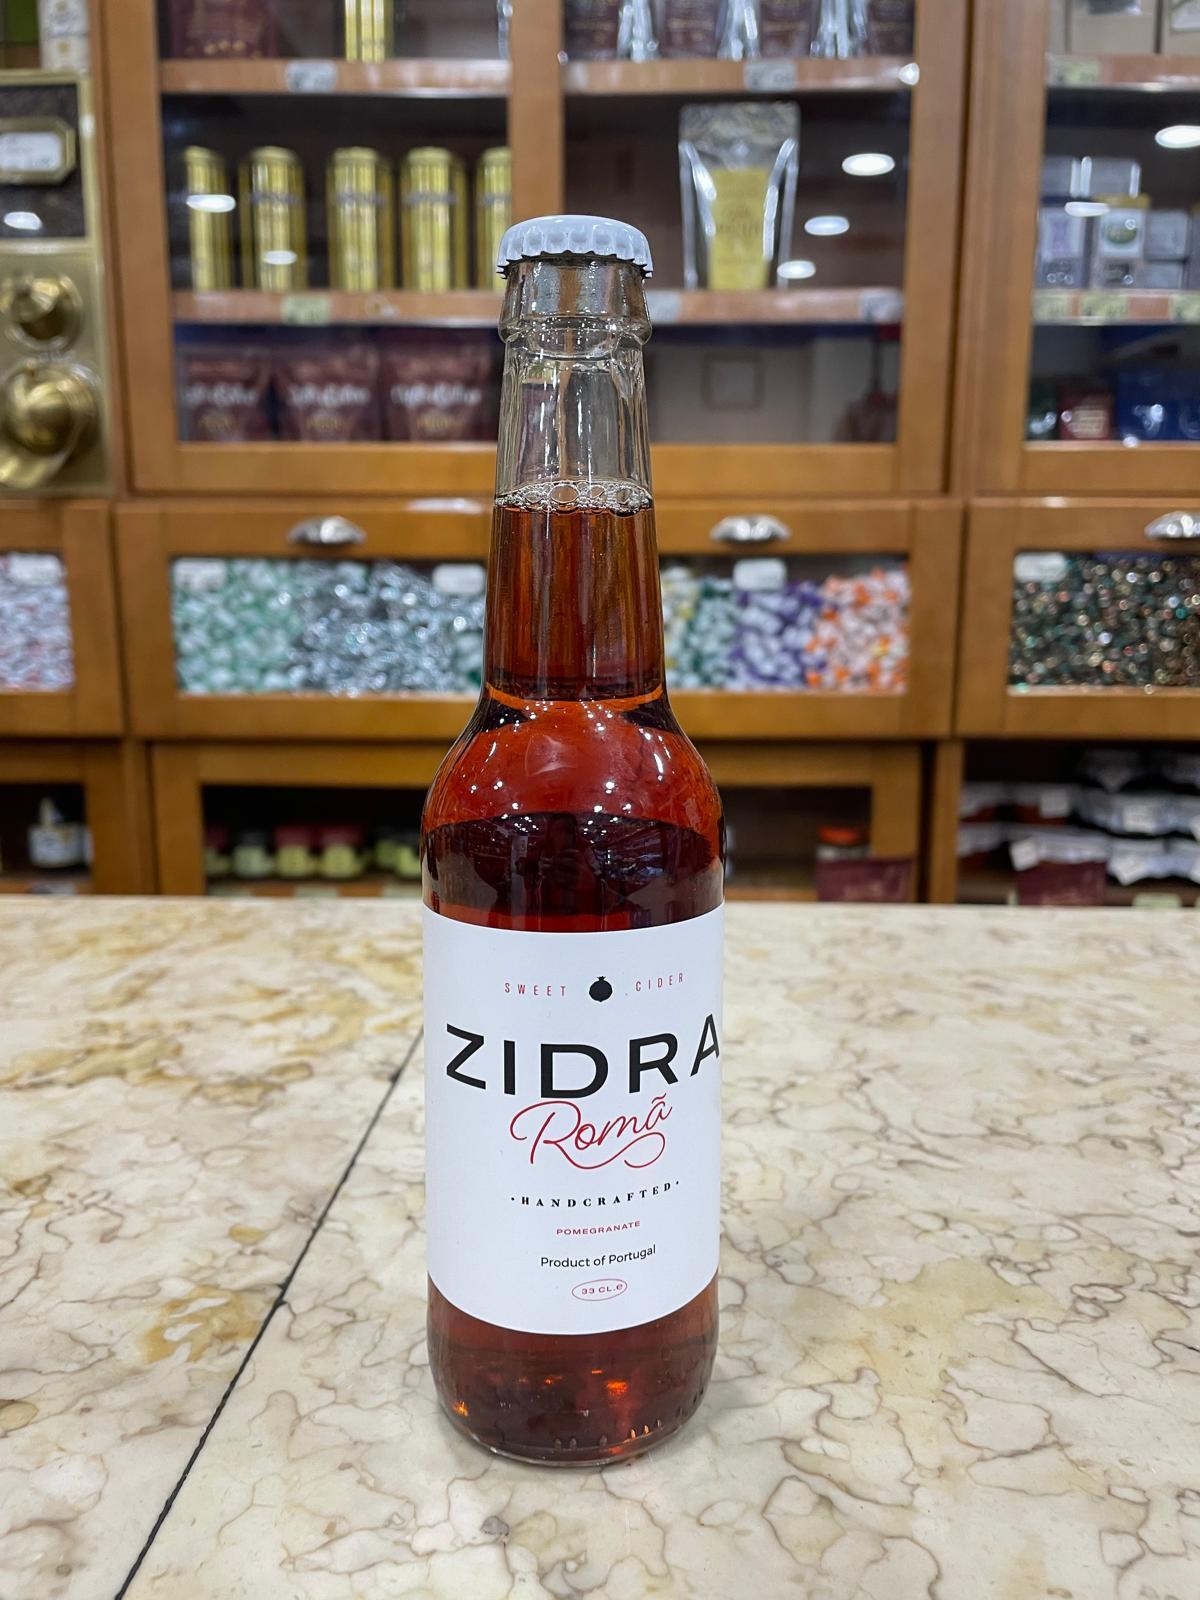 SWEET CIDER
ZIDRA
Romã
·HANDCRAFTED·
POMEGRANATE
Product of Portugal
33 CL.e